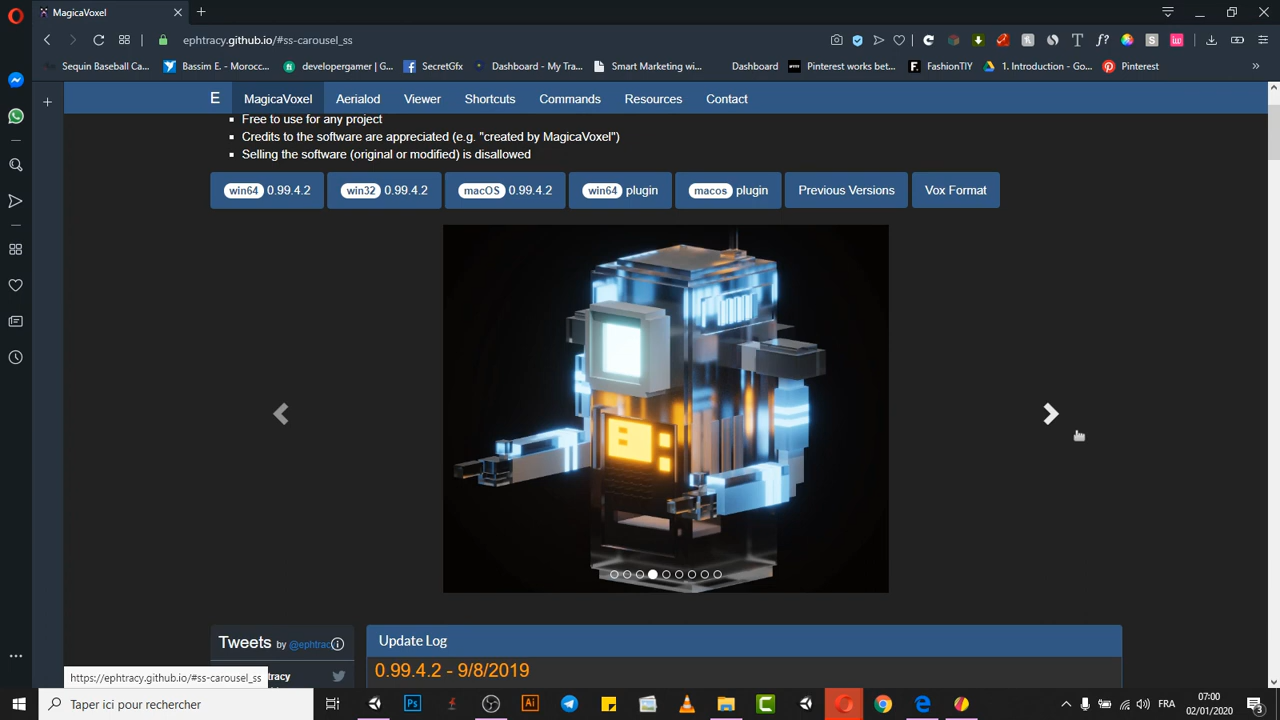 MagicaVoxel
ephtracy.github.io/#ss-carousel_ss
Sequin Baseball Ca...
Bassim E. - Morocc...
developergamer | G...
SecretGfx
Dashboard - My Tra...
Smart Marketing wi...
Dashboard
Pinterest works bet...
FashionTIY
1. Introduction - Go...
Pinterest
E
MagicaVoxel
Aerialod
Viewer
Shortcuts
Commands
Resources
Contact
Free to use for any project
Credits to the software are appreciated (e.g. "created by MagicaVoxel")
Selling the software (original or modified) is disallowed
win64 0.99.4.2
win32 0.99.4.2
macOS 0.99.4.2
win64 plugin
macos plugin
Previous Versions
Vox Format
Tweets by @ephtrac
Update Log
0.99.4.2 - 9/8/2019
https://ephtracy.github.io/#ss-carousel_ss
tracy
Taper ici pour rechercher
FRA
07:00
02/01/2020
3